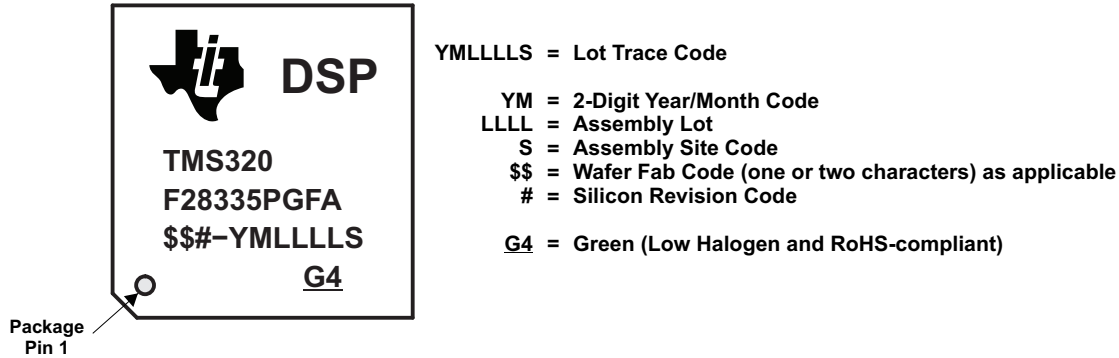 DSP
TMS320
F28335PGFA
$$#−YMLLLLS
G4
Package
Pin 1
YMLLLLS = Lot Trace Code
YM = 2-Digit Year/Month Code
LLLL = Assembly Lot
S = Assembly Site Code
$$ = Wafer Fab Code (one or two characters) as applicable
# = Silicon Revision Code
G4 = Green (Low Halogen and RoHS-compliant)